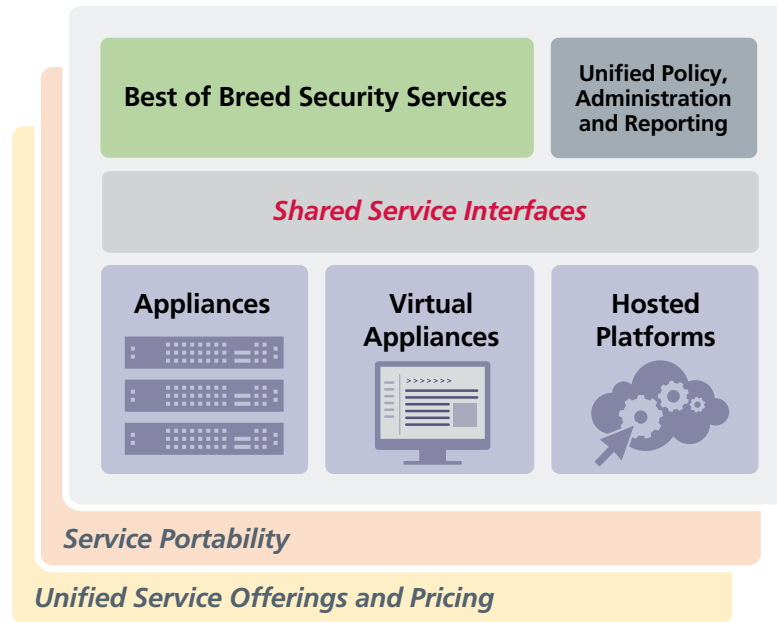 Best of Breed Security Services
Unified Policy,
Administration
and Reporting
Shared Service Interfaces
Appliances
Virtual
Appliances
>>>>>>>
Hosted
Platforms
Service Portability
Unified Service Offerings and Pricing